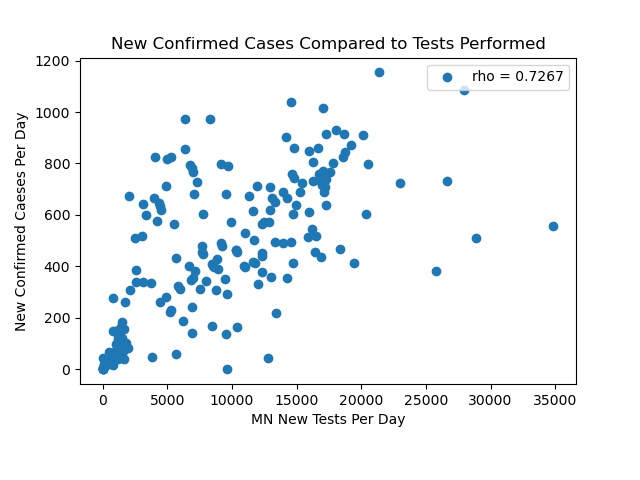 New Confirmed Cases Compared to Tests Performed
rho = 0.7267
New Confirmed Caeses Per Day
1200
1000
800
600
400
200
0
0 5000 10000 15000 20000 25000 30000 35000
MN New Tests Per Day